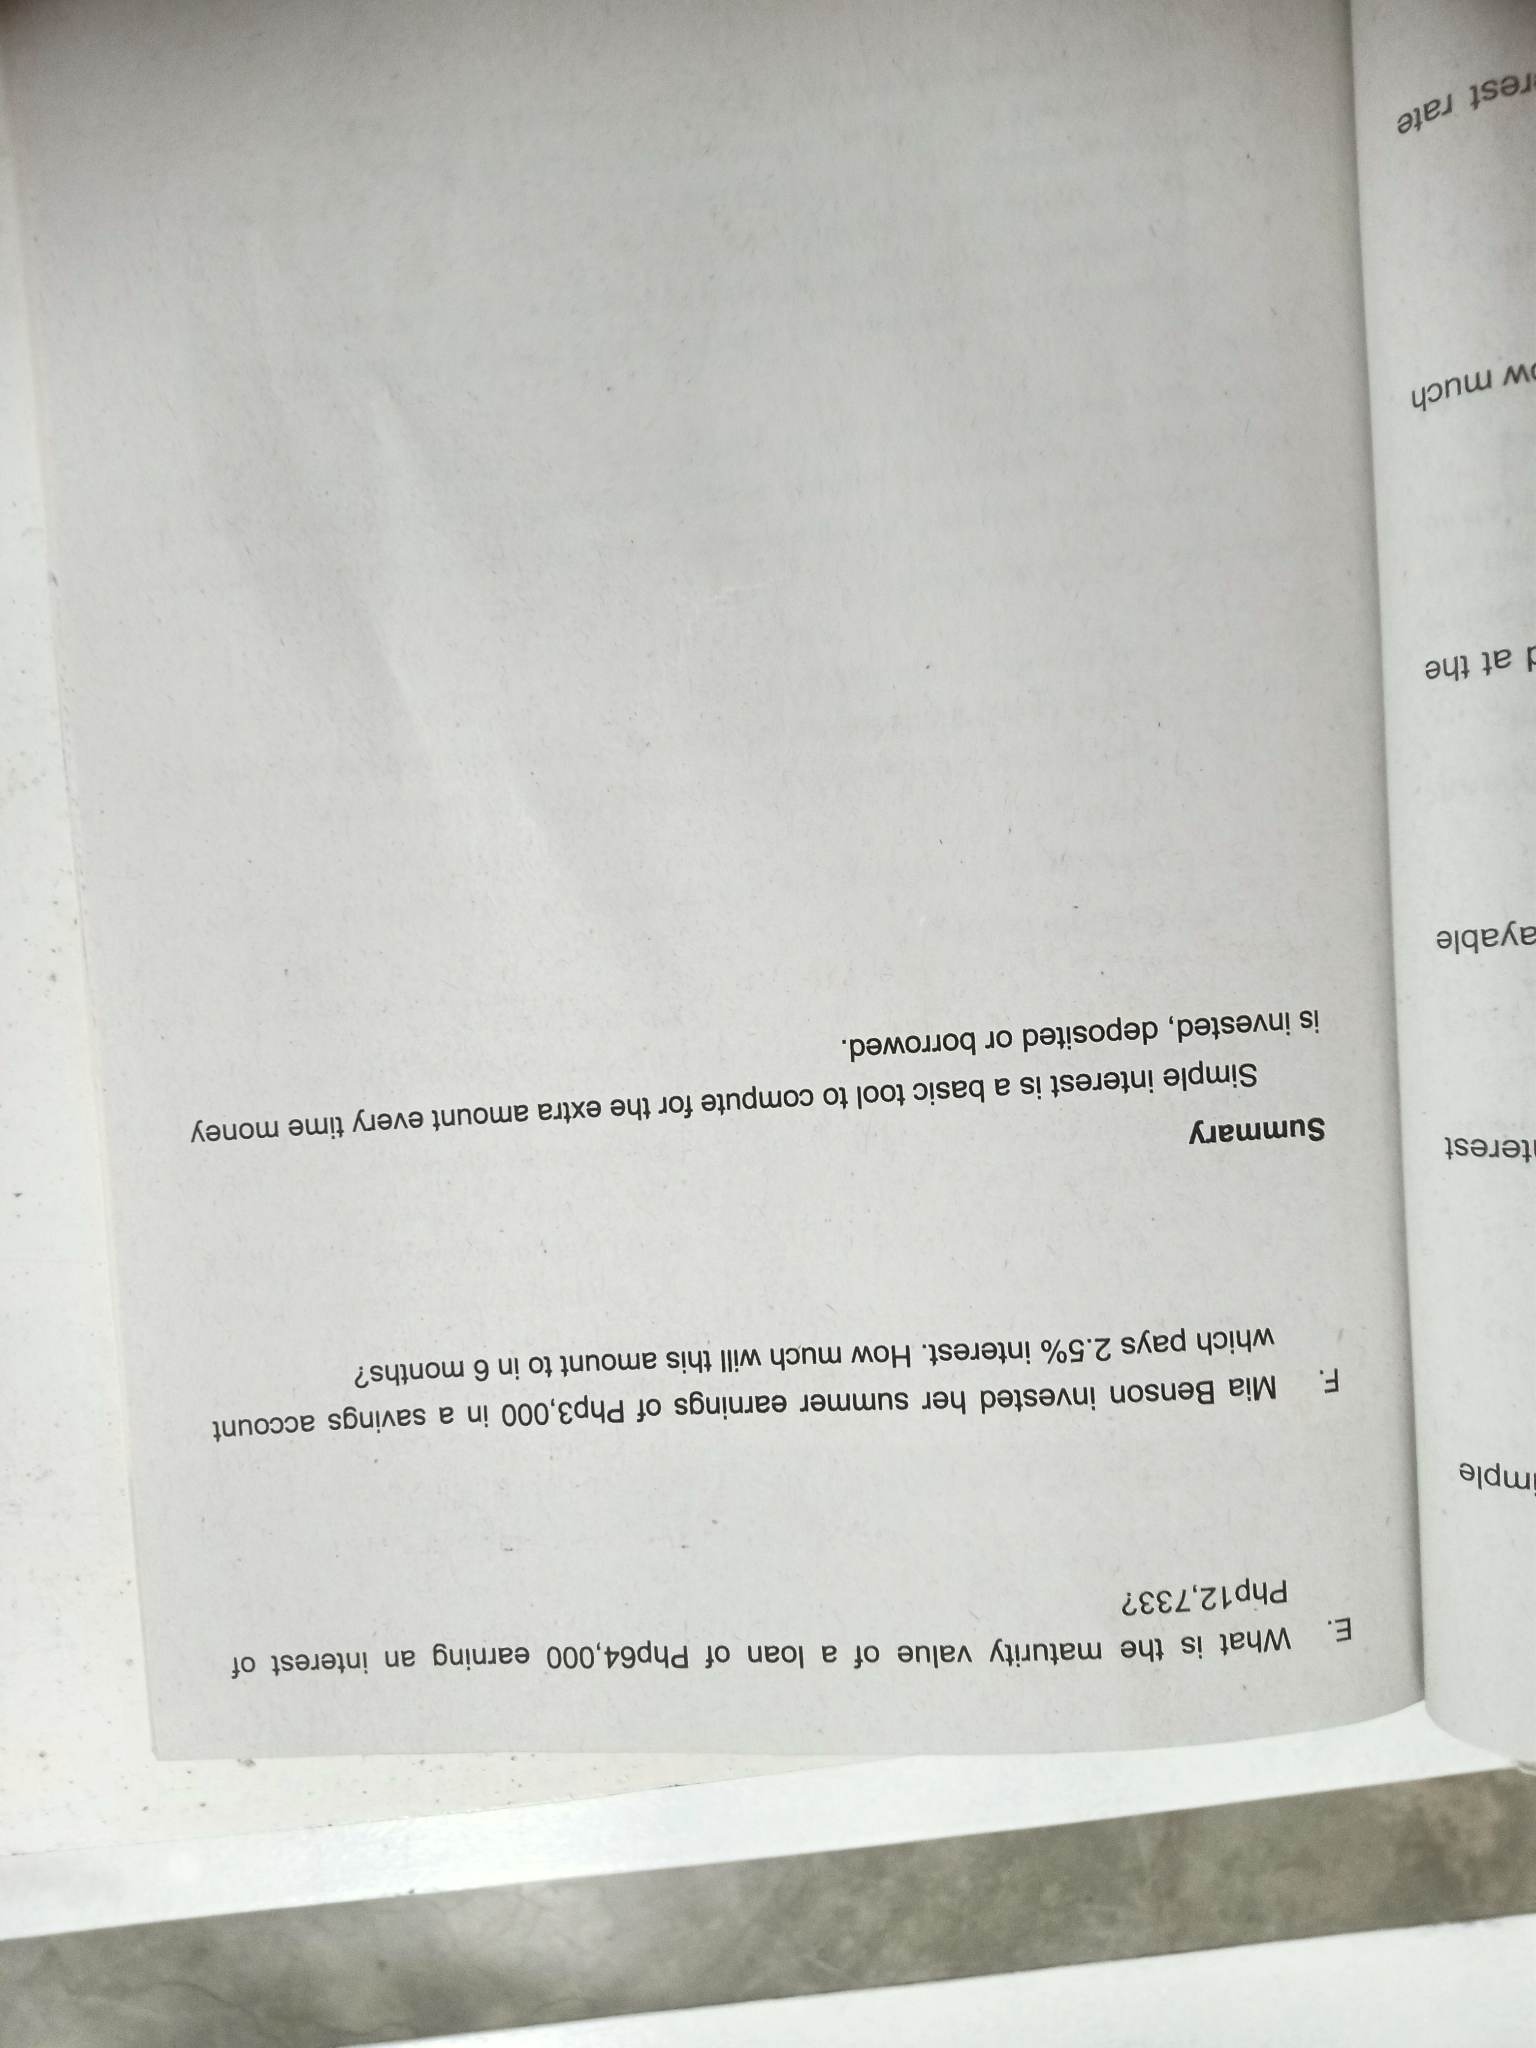 E. What is the maturity value of a loan of Php64,000 earning an interest of
Php12,733?
F. Mia Benson invested her summer earnings of Php3,000 in a savings account
which pays 2.5% interest. How much will this amount to in 6 months?
Summary
Simple interest is a basic tool to compute for the extra amount every time money
is invested, deposited or borrowed.
imple
terest
ayable
d at the
ow much
rest rate